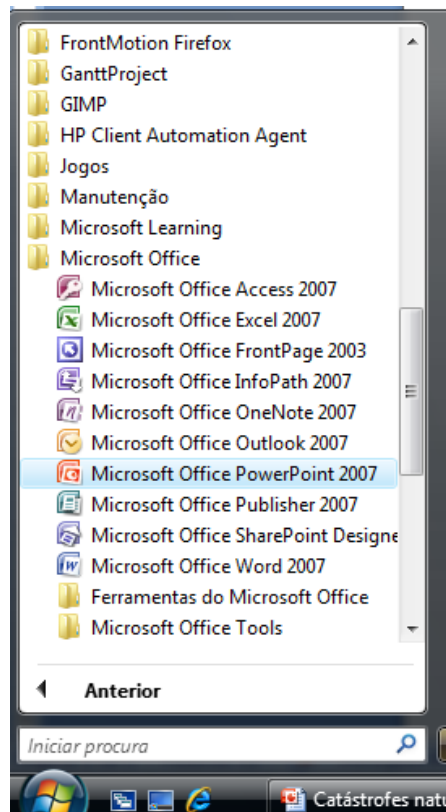 FrontMotion Firefox
GanttProject
GIMP
HP Client Automation Agent
Jogos
Manutenção
Microsoft Learning
Microsoft Office
Microsoft Office Access 2007
Microsoft Office Excel 2007
Microsoft Office FrontPage 2003
Microsoft Office InfoPath 2007
Microsoft Office OneNote 2007
Microsoft Office Outlook 2007
Microsoft Office PowerPoint 2007
Microsoft Office Publisher 2007
Microsoft Office SharePoint Designe
Microsoft Office Word 2007
Ferramentas do Microsoft Office
Microsoft Office Tools
Anterior
Iniciar procura
Catástrofes nat